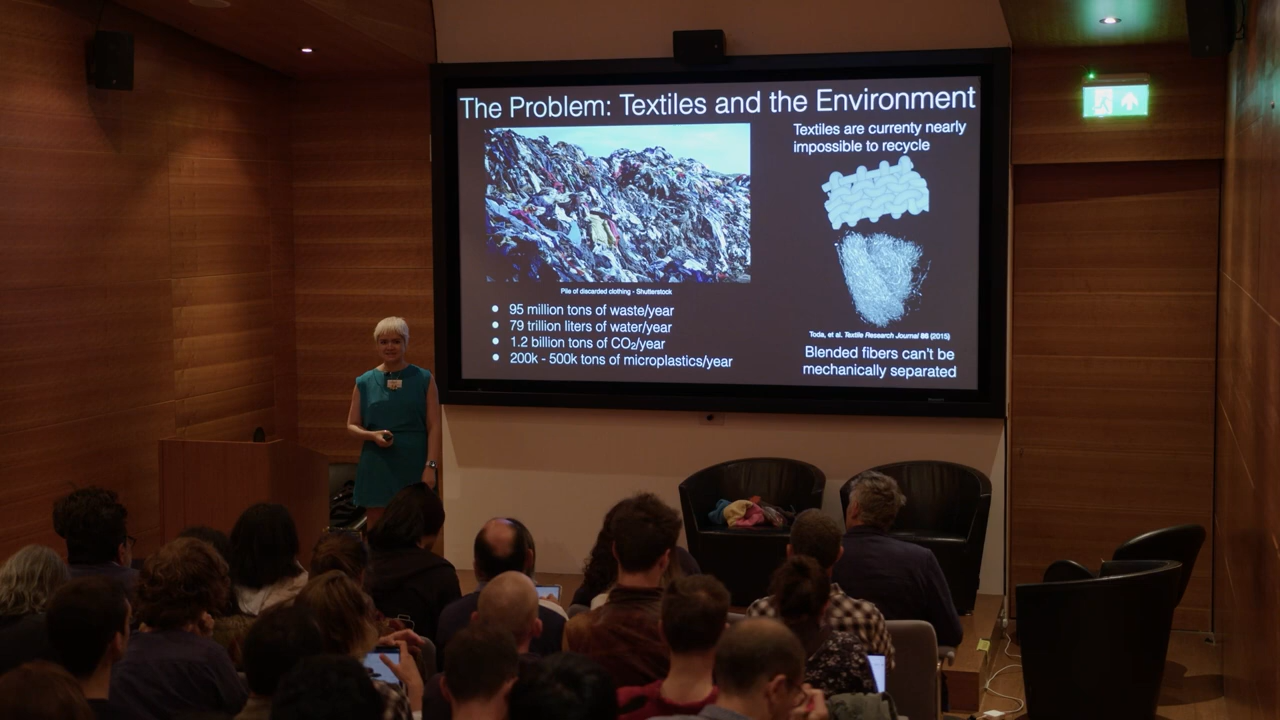 The Problem: Textiles and the Environment
Pile of discarded clothing - Shutterstock
• 95 million tons of waste/year
• 79 trillion liters of water/year
• 1.2 billion tons of CO₂/year
• 200k - 500k tons of microplastics/year
Textiles are currenty nearly
impossible to recycle
Toda, et al. Textile Research Journal 86 (2015)
Blended fibers can't be
mechanically separated